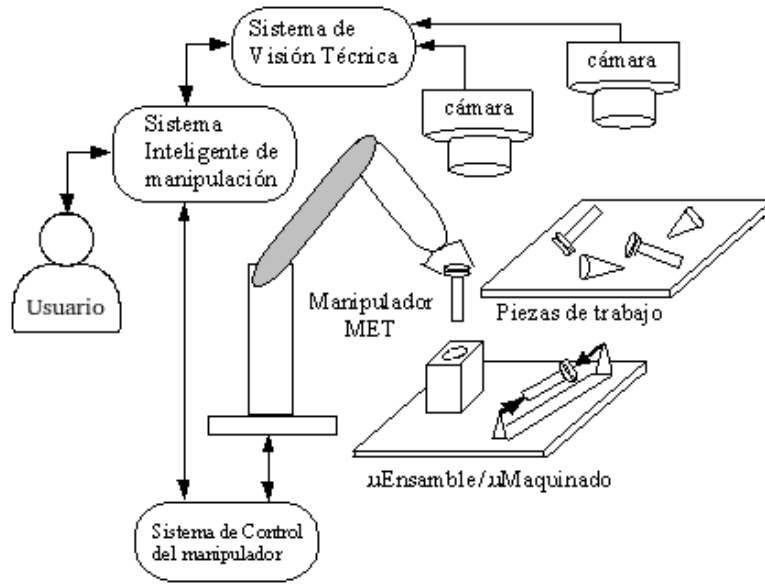 Sistema de
Visión Técnica
cámara
cámara
Sistema
Inteligente de
manipulación
Usuario
Manipulador
MET
Piezas de trabajo
µEnsamble/µMaquinado
Sistema de Control
del manipulador